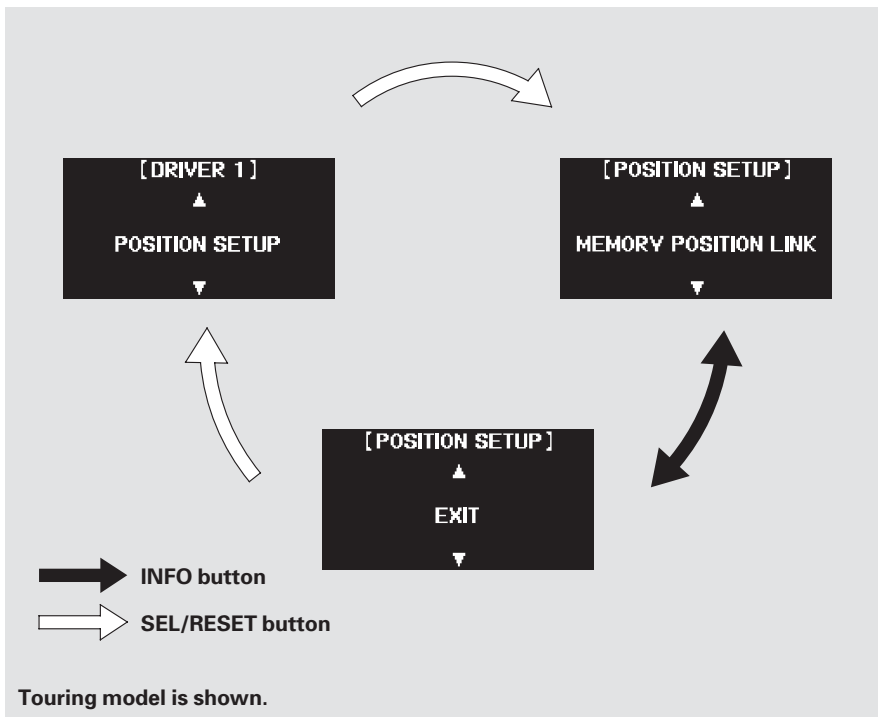 [DRIVER 1]
▲
POSITION SETUP
▼
[POSITION SETUP]
▲
MEMORY POSITION LINK
▼
[POSITION SETUP]
▲
EXIT
▼
INFO button
SEL/RESET button
Touring model is shown.